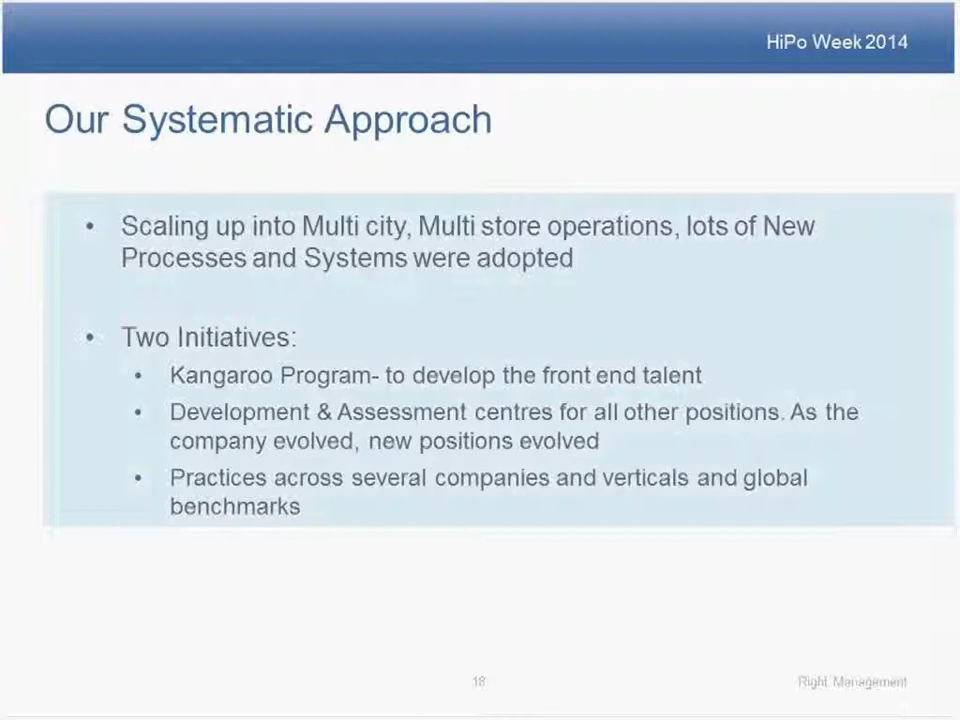 HiPo Week 2014
Our Systematic Approach
• Scaling up into Multi city, Multi store operations, lots of New
Processes and Systems were adopted
• Two Initiatives:
• Kangaroo Program- to develop the front end talent
• Development & Assessment centres for all other positions. As the
company evolved, new positions evolved
• Practices across several companies and verticals and global
benchmarks
18
Right Management